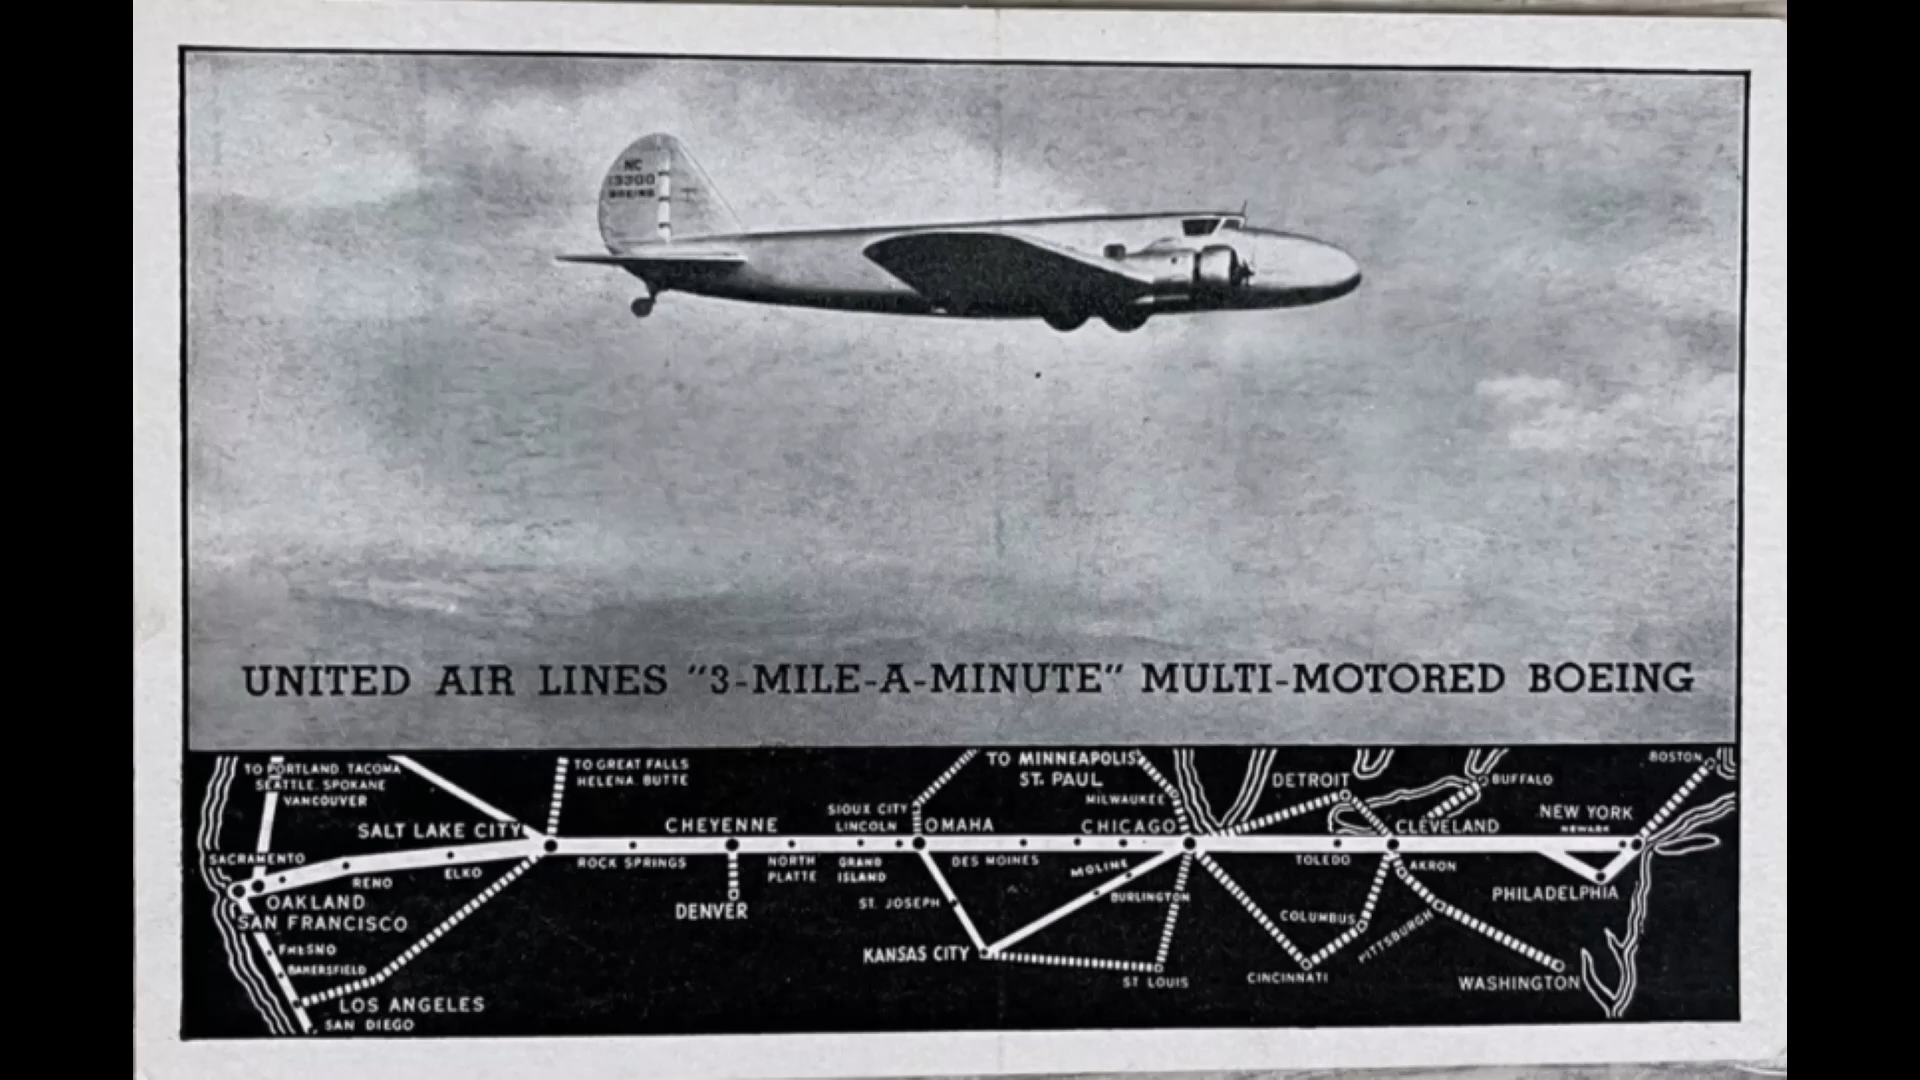 NC
13300
BOEING
UNITED AIR LINES "3-MILE-A-MINUTE" MULTI-MOTORED BOEING
TO PORTLAND. TACOMA
SEATTLE. SPOKANE
VANCOUVER
TO GREAT FALLS
HELENA. BUTTE
TO MINNEAPOLIS
ST. PAUL
MILWAUKEE
DETROIT
BUFFALO
BOSTON
SALT LAKE CITY
CHEYENNE
SIOUX CITY
LINCOLN
OMAHA
CHICAGO
CLEVELAND
NEW YORK
NEWARK
SACRAMENTO
RENO
ELKO
ROCK SPRINGS
NORTH
PLATTE
GRAND
ISLAND
DES MOINES
MOLINE
BURLINGTON
TOLEDO
AKRON
PHILADELPHIA
OAKLAND
SAN FRANCISCO
DENVER
ST. JOSEPH
COLUMBUS
PITTSBURGH
FRESNO
BAKERSFIELD
KANSAS CITY
ST LOUIS
CINCINNATI
WASHINGTON
LOS ANGELES
SAN DIEGO